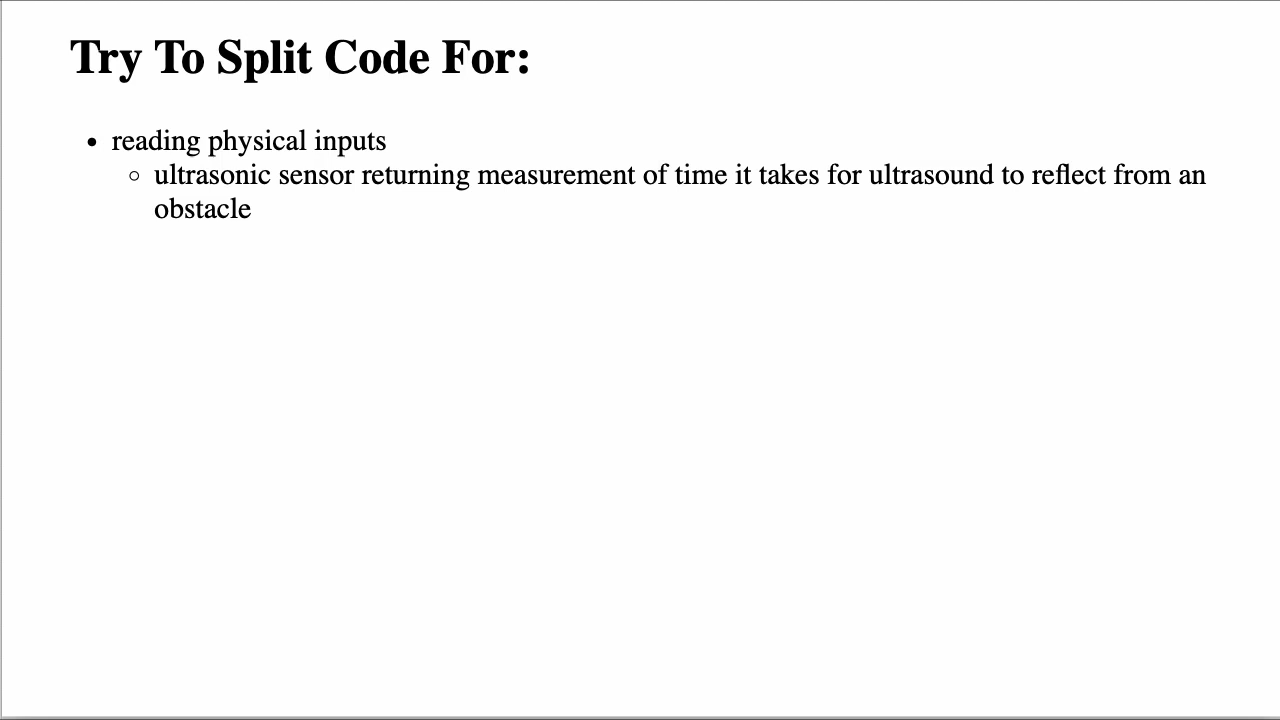 Try To Split Code For:
• reading physical inputs
◦ ultrasonic sensor returning measurement of time it takes for ultrasound to reflect from an
obstacle